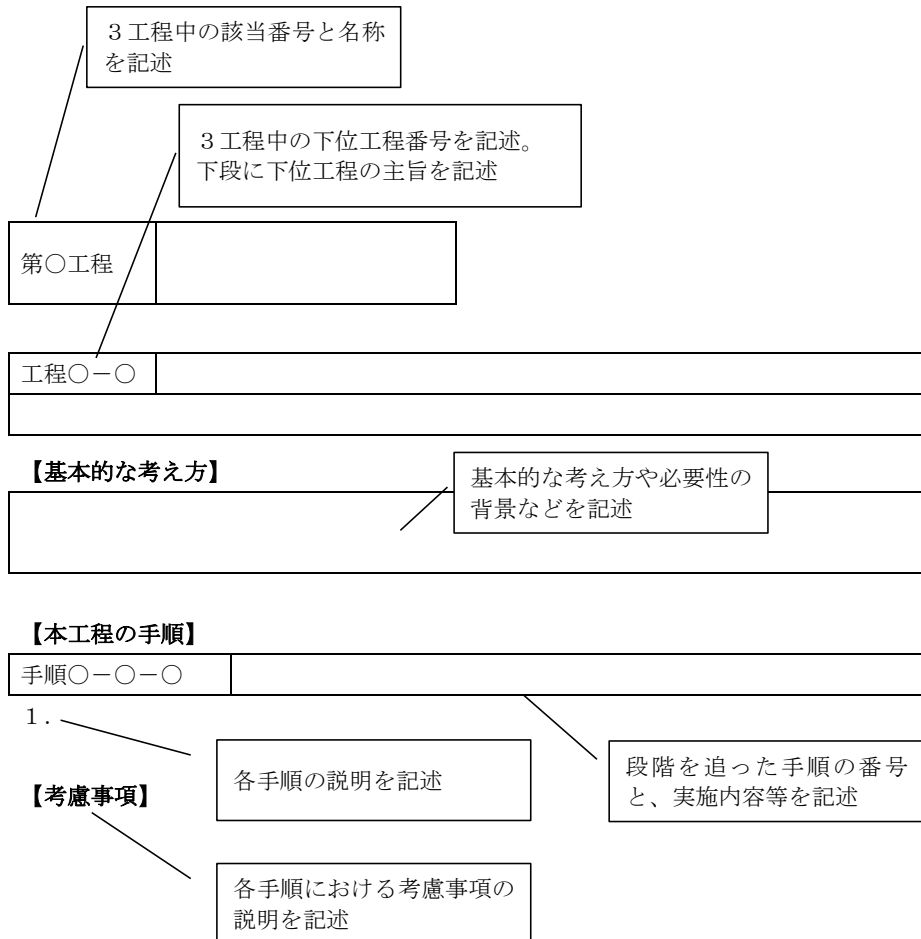 ３工程中の該当番号と名称
を記述
３工程中の下位工程番号を記述。
下段に下位工程の主旨を記述
第○工程
工程○－○
【基本的な考え方】
基本的な考え方や必要性の
背景などを記述
【本工程の手順】
手順○－○－○
１．
各手順の説明を記述
段階を追った手順の番号
と、実施内容等を記述
【考慮事項】
各手順における考慮事項の
説明を記述